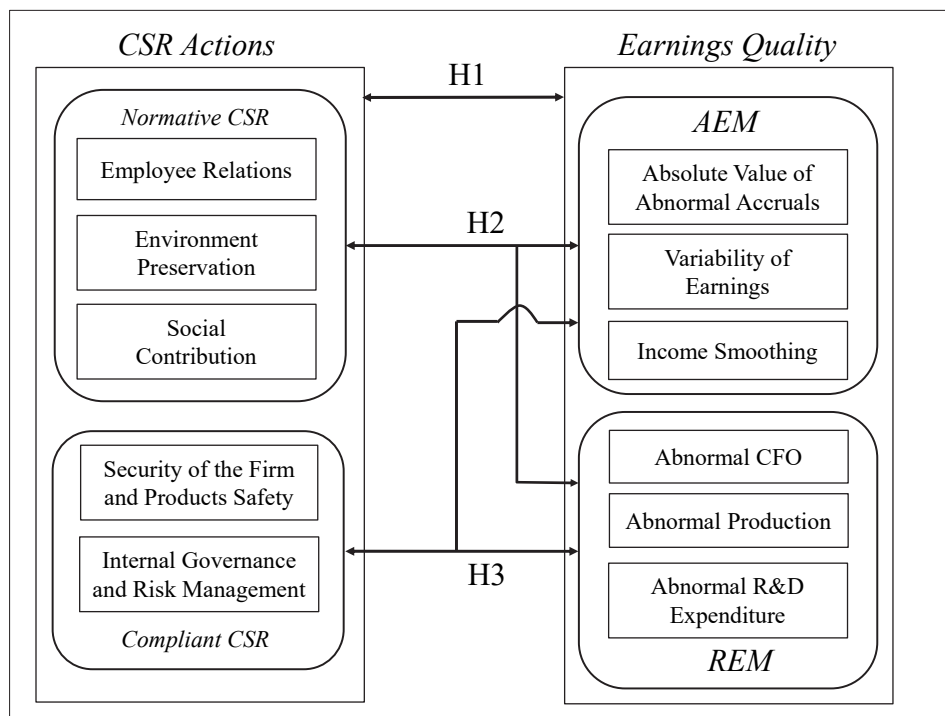 CSR Actions
Earnings Quality
H1
Normative CSR
Employee Relations
Environment
Preservation
Social
Contribution
Security of the Firm
and Products Safety
Internal Governance
and Risk Management
Compliant CSR
H2
H3
AEM
Absolute Value of
Abnormal Accruals
Variability of
Earnings
Income Smoothing
Abnormal CFO
Abnormal Production
Abnormal R&D
Expenditure
REM